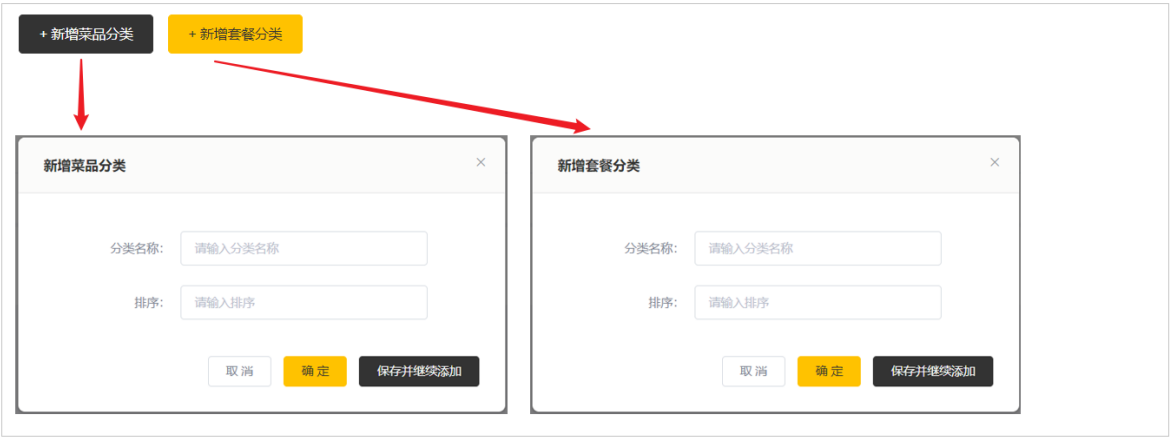 + 新增菜品分类
+ 新增套餐分类
新增菜品分类
×
分类名称:
请输入分类名称
排序:
请输入排序
取 消
确 定
保存并继续添加
新增套餐分类
×
分类名称:
请输入分类名称
排序:
请输入排序
取 消
确 定
保存并继续添加